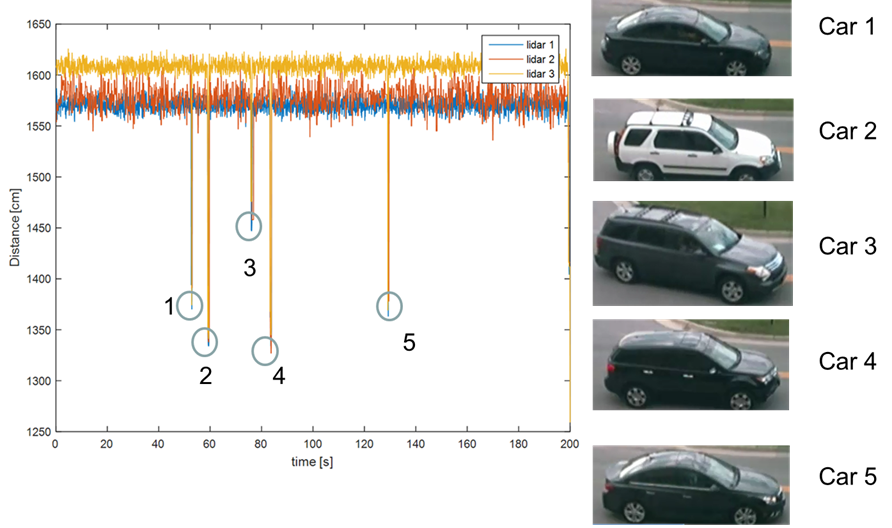 1650
1600
1550
1500
1450
1400
1350
1300
1250
Distance [cm]
0
20
40
60
80
100
120
140
160
180
200
time [s]
lidar 1
lidar 2
lidar 3
1
2
3
4
5
Car 1
Car 2
Car 3
Car 4
Car 5